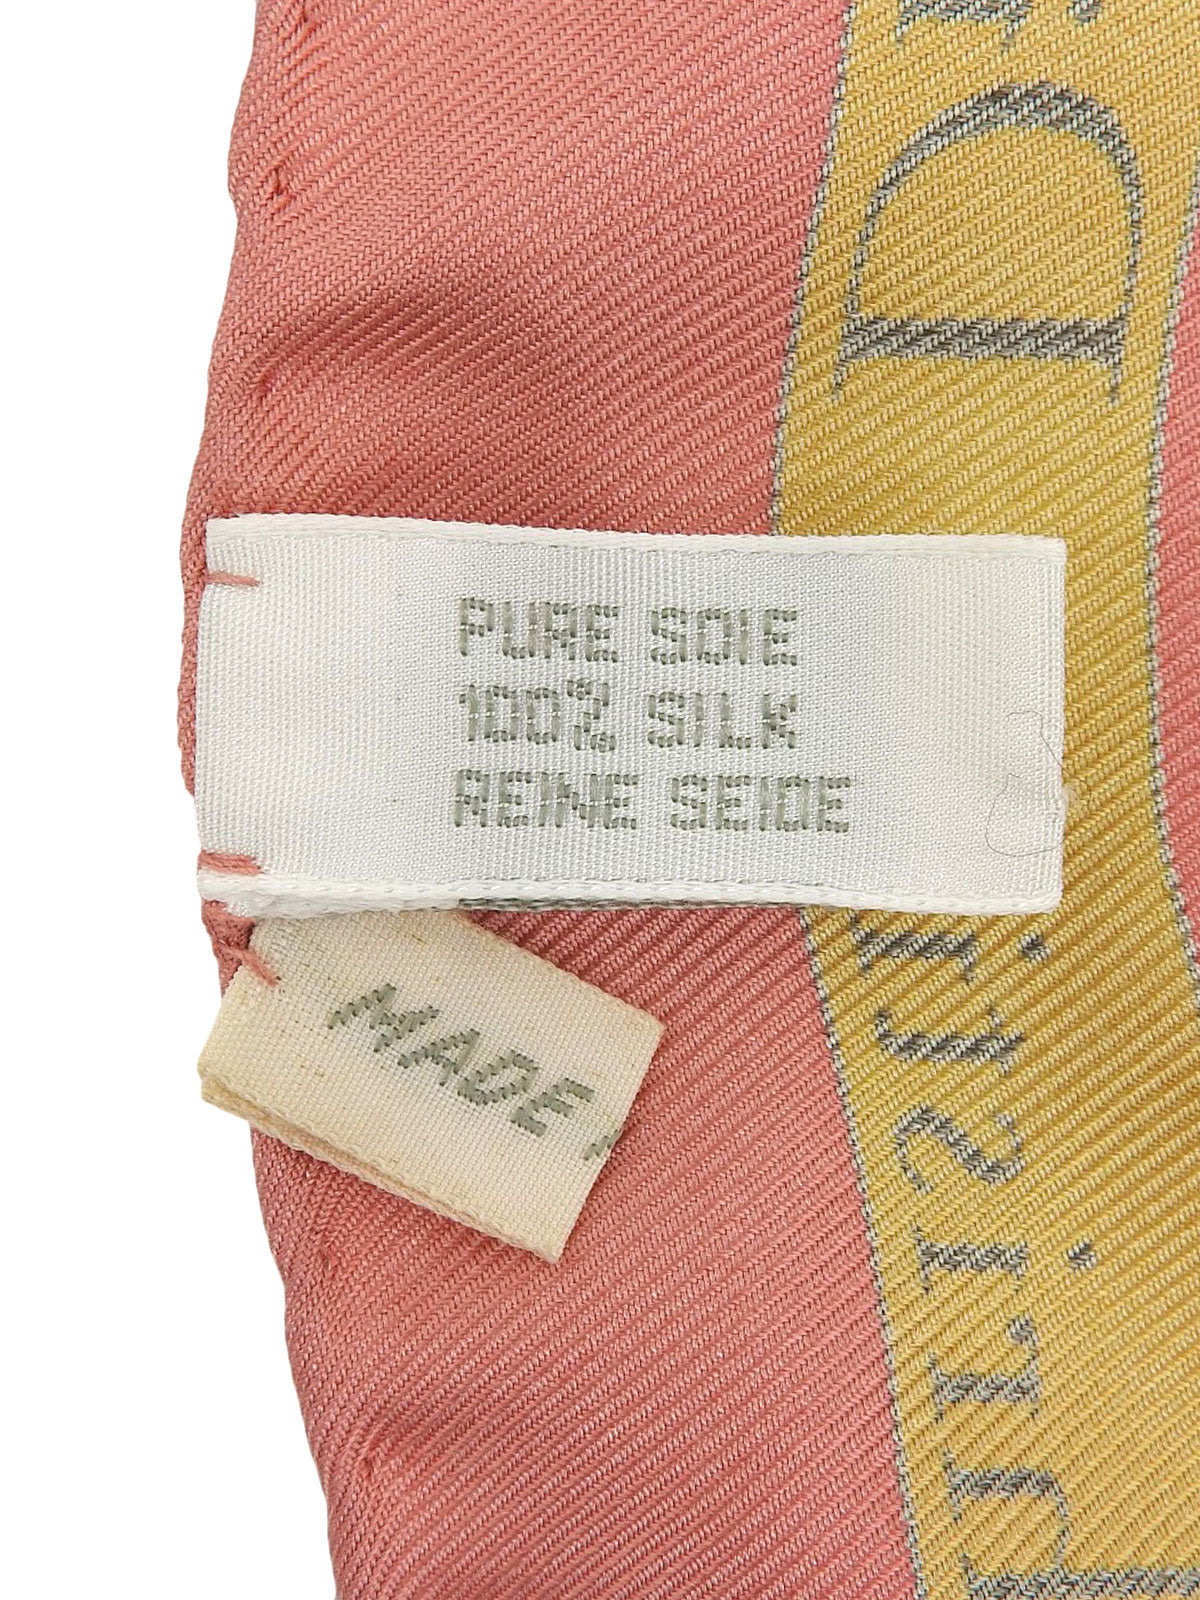 PURE SOIE
100% SILK
REINE SEIDE
MADE
D